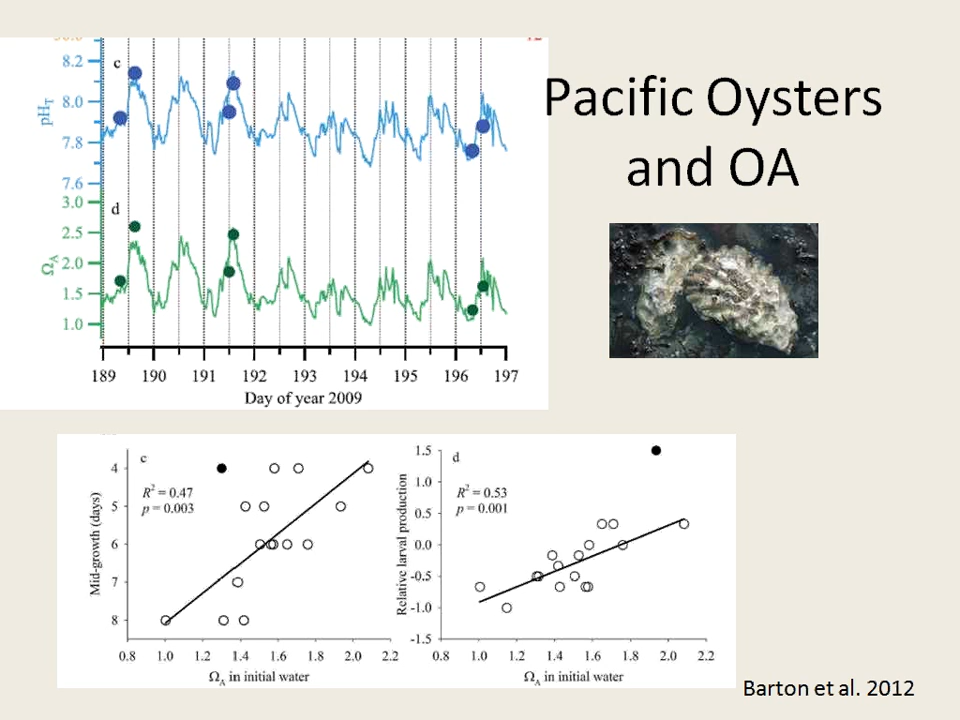 Pacific Oysters
and OA
c
8.2
8.0
7.8
7.6
pH_T
d
3.0
2.5
2.0
1.5
1.0
Ω_A
189 190 191 192 193 194 195 196 197
Day of year 2009
c
R² = 0.47
p = 0.003
4
5
6
7
8
Mid-growth (days)
0.8 1.0 1.2 1.4 1.6 1.8 2.0 2.2
Ω_A in initial water
d
R² = 0.53
p = 0.001
1.5
1.0
0.5
0.0
-0.5
-1.0
-1.5
Relative larval production
0.8 1.0 1.2 1.4 1.6 1.8 2.0 2.2
Ω_A in initial water
Barton et al. 2012